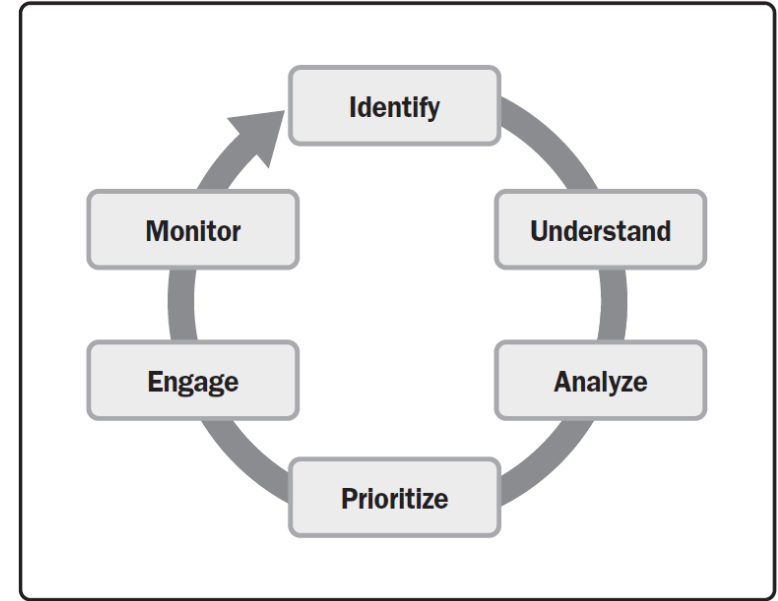 Identify
Understand
Analyze
Prioritize
Engage
Monitor